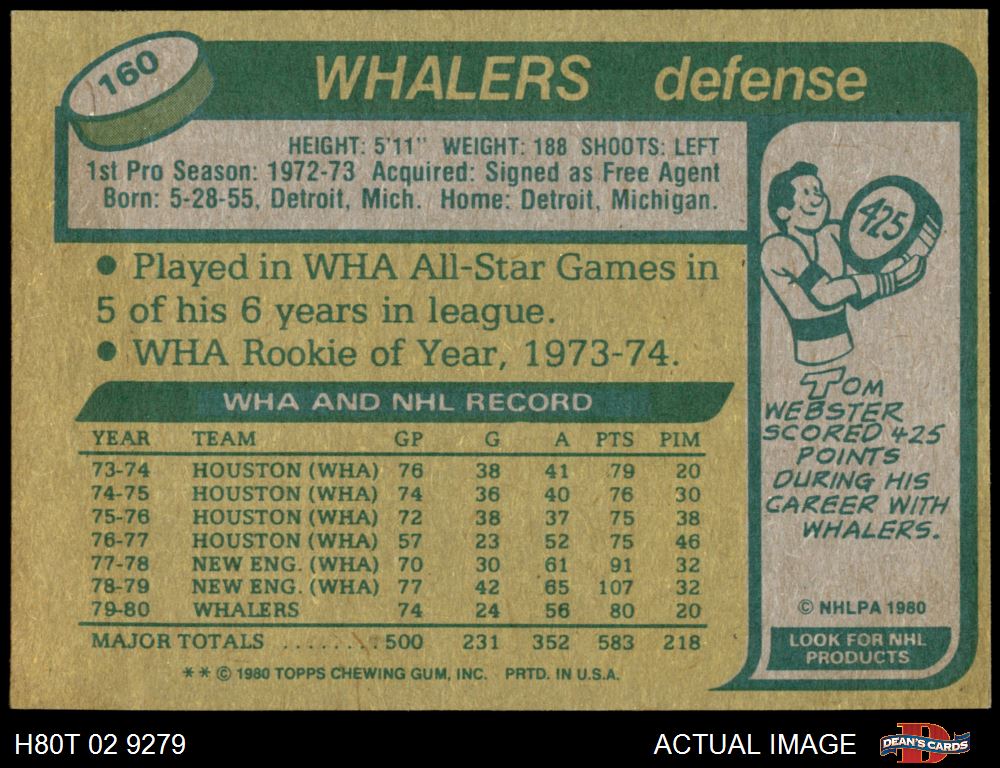 160
WHALERS defense
HEIGHT: 5'11" WEIGHT: 188 SHOOTS: LEFT
1st Pro Season: 1972-73 Acquired: Signed as Free Agent
Born: 5-28-55, Detroit, Mich. Home: Detroit, Michigan.
• Played in WHA All-Star Games in
5 of his 6 years in league.
• WHA Rookie of Year, 1973-74.
WHA AND NHL RECORD
YEAR TEAM GP G A PTS PIM
73-74 HOUSTON (WHA) 76 38 41 79 20
74-75 HOUSTON (WHA) 74 36 40 76 30
75-76 HOUSTON (WHA) 72 38 37 75 38
76-77 HOUSTON (WHA) 57 23 52 75 46
77-78 NEW ENG. (WHA) 70 30 61 91 32
78-79 NEW ENG. (WHA) 77 42 65 107 32
79-80 WHALERS 74 24 56 80 20
MAJOR TOTALS ........ 500 231 352 583 218
** © 1980 TOPPS CHEWING GUM, INC. PRTD. IN U.S.A.
425
TOM
WEBSTER
SCORED 425
POINTS
DURING HIS
CAREER WITH
WHALERS.
© NHLPA 1980
LOOK FOR NHL
PRODUCTS
H80T 02 9279
ACTUAL IMAGE
DEAN'S CARDS